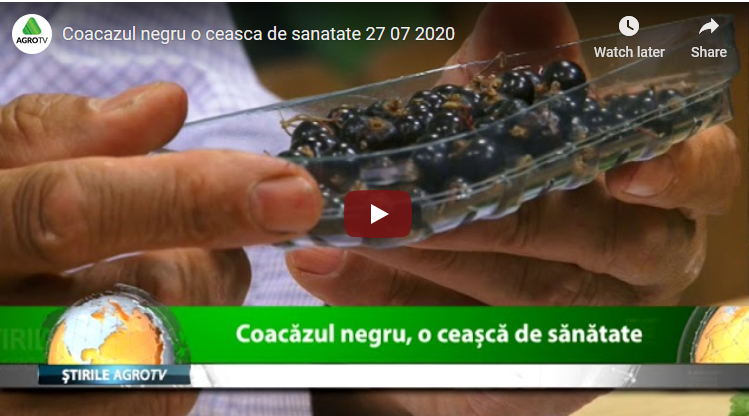 AGROTV
Coacazul negru o ceasca de sanatate 27 07 2020
Watch later
Share
Coacăzul negru, o ceașcă de sănătate
ȘTIRILE AGROTV